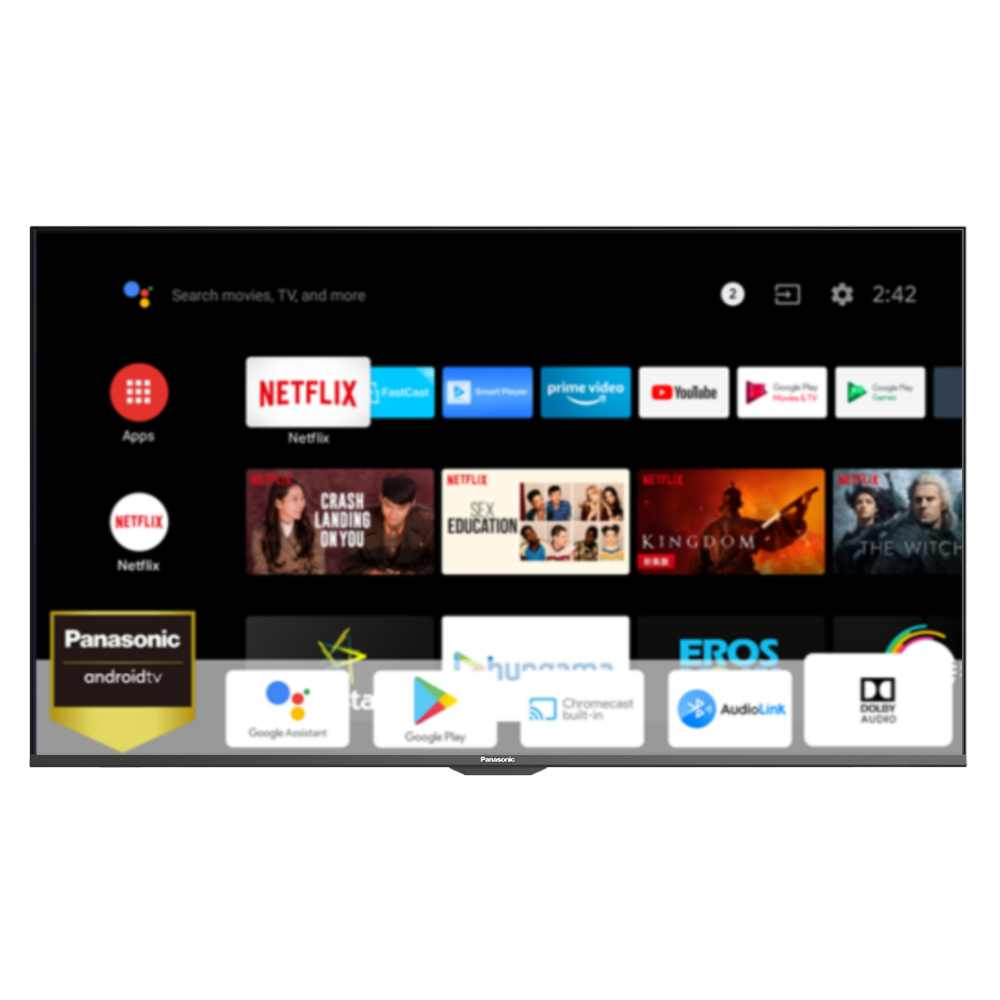 Search movies, TV, and more
2
2:42
NETFLIX
FastCast
Smart Player
prime video
YouTube
Google Play
Movies & TV
Google Play
Games
Apps
Netflix
NETFLIX
CRASH
LANDING
ON YOU
NETFLIX
SEX
EDUCATION
NETFLIX
KINGDOM
NETFLIX
THE WITCH
NETFLIX
Netflix
Panasonic
androidtv
sta
hungama
EROS
Google Assistant
Google Play
Chromecast
built-in
AudioLink
DOLBY
AUDIO
Panasonic